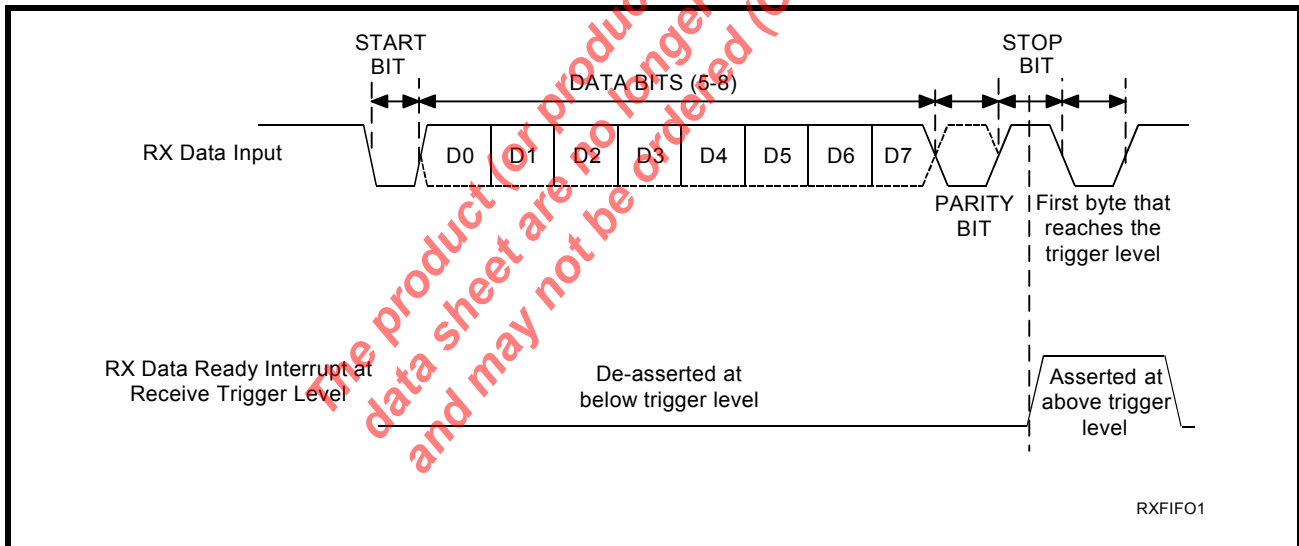 START
BIT
STOP
BIT
DATA BITS (5-8)
RX Data Input
D0 D1 D2 D3 D4 D5 D6 D7
PARITY
BIT
First byte that
reaches the
trigger level
RX Data Ready Interrupt at
Receive Trigger Level
De-asserted at
below trigger level
Asserted at
above trigger
level
RXFIFO1
The product (or produc
data sheet are no longer
and may not be ordered (